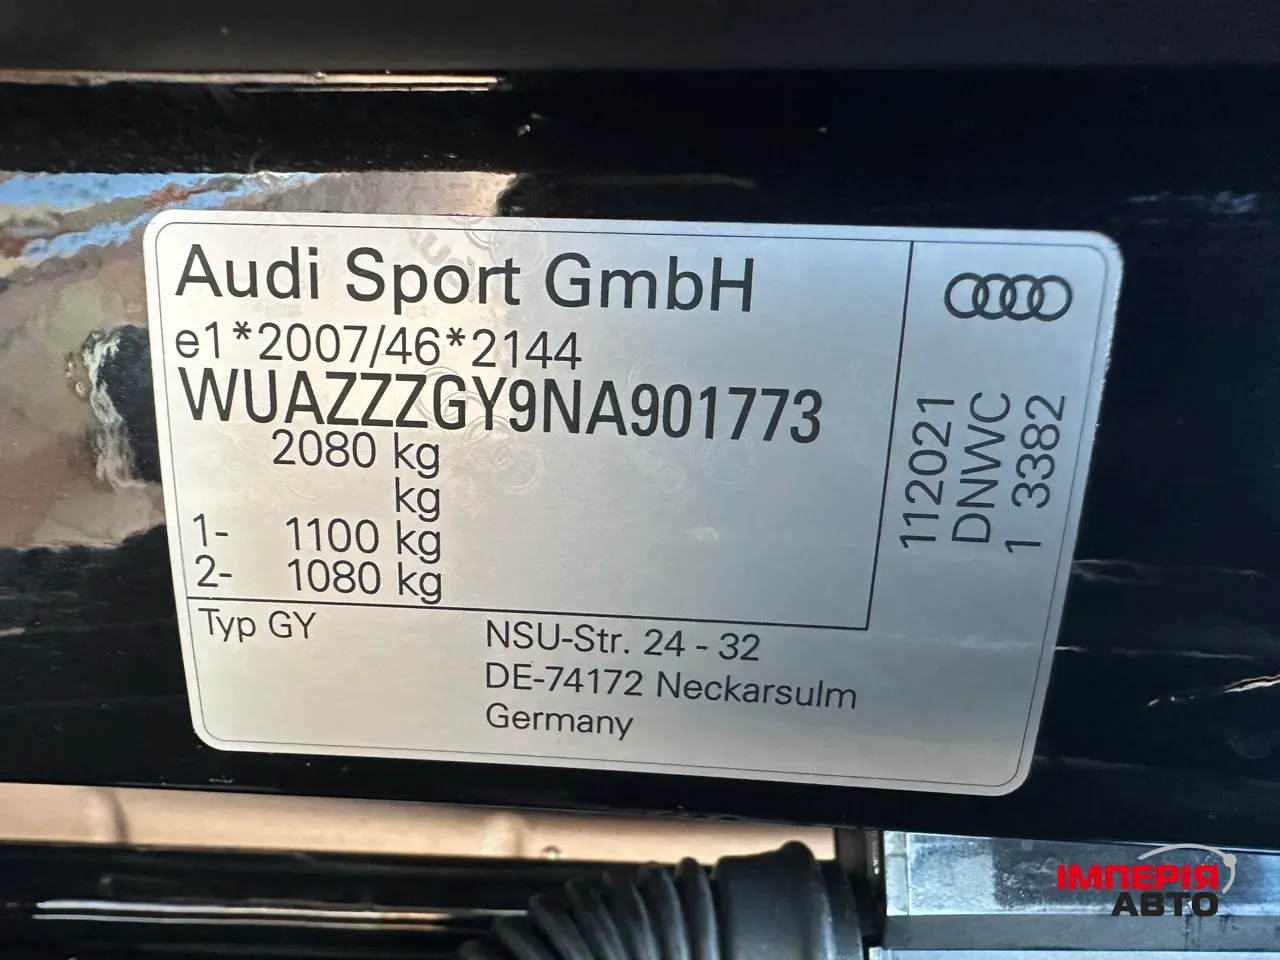 Audi Sport GmbH
e1*2007/46*2144
WUAZZZGY9NA901773
2080 kg
kg
1- 1100 kg
2- 1080 kg
Typ GY
NSU-Str. 24 - 32
DE-74172 Neckarsulm
Germany
112021
DNWC
1 3382
ІМПЕРІЯ
АВТО